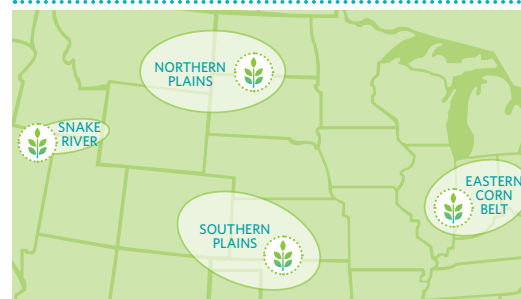 NORTHERN
PLAINS
SNAKE
RIVER
EASTERN
CORN
BELT
SOUTHERN
PLAINS